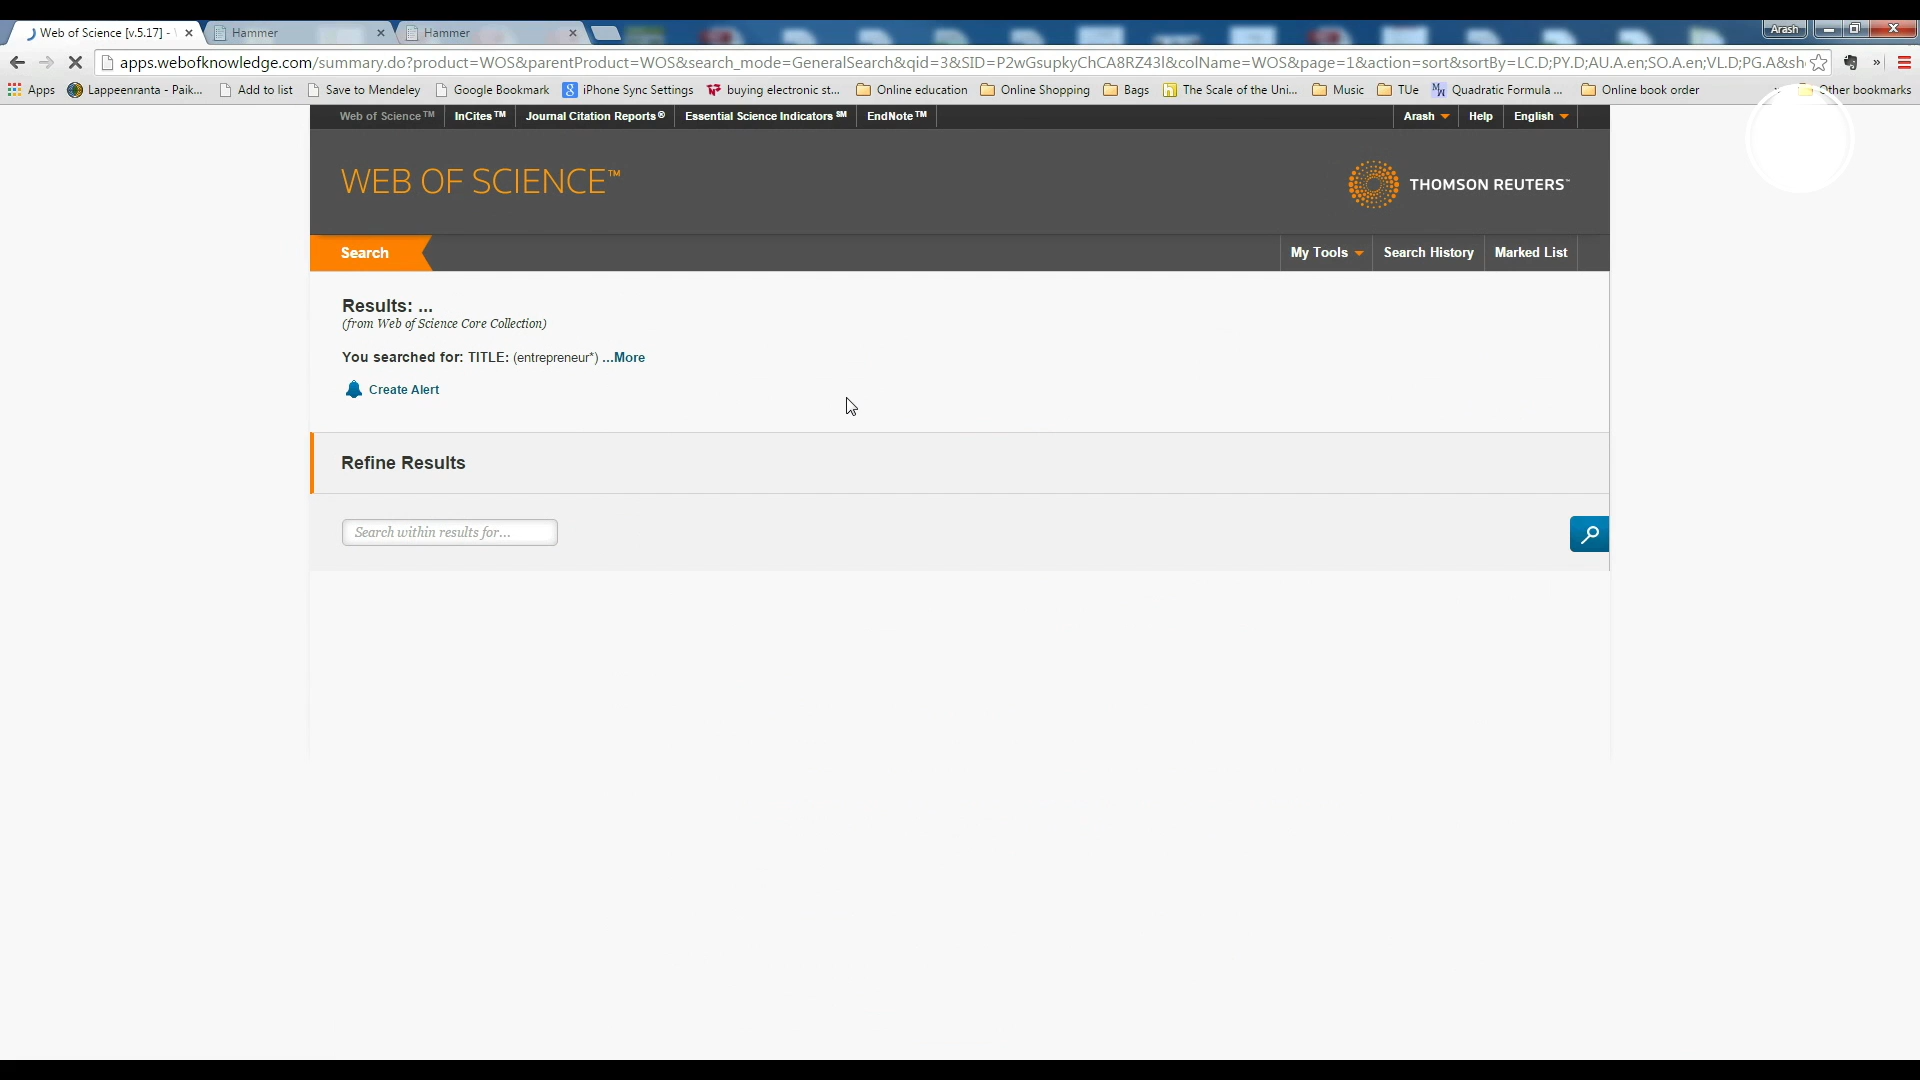 Web of Science [v.5.17] -
Hammer
Hammer
Arash
apps.webofknowledge.com/summary.do?product=WOS&parentProduct=WOS&search_mode=GeneralSearch&qid=3&SID=P2wGsupkyChCA8RZ43I&colName=WOS&page=1&action=sort&sortBy=LC.D;PY.D;AU.A.en;SO.A.en;VL.D;PG.A&sh
Apps
Lappeenranta - Paik...
Add to list
Save to Mendeley
Google Bookmark
iPhone Sync Settings
buying electronic st...
Online education
Online Shopping
Bags
The Scale of the Uni...
Music
TUe
Quadratic Formula ...
Online book order
Other bookmarks
Web of Science™
InCites™
Journal Citation Reports®
Essential Science Indicators℠
EndNote™
Arash
Help
English
WEB OF SCIENCE™
THOMSON REUTERS™
Search
My Tools
Search History
Marked List
Results: ...
(from Web of Science Core Collection)
You searched for: TITLE: (entrepreneur*) ...More
Create Alert
Refine Results
Search within results for...